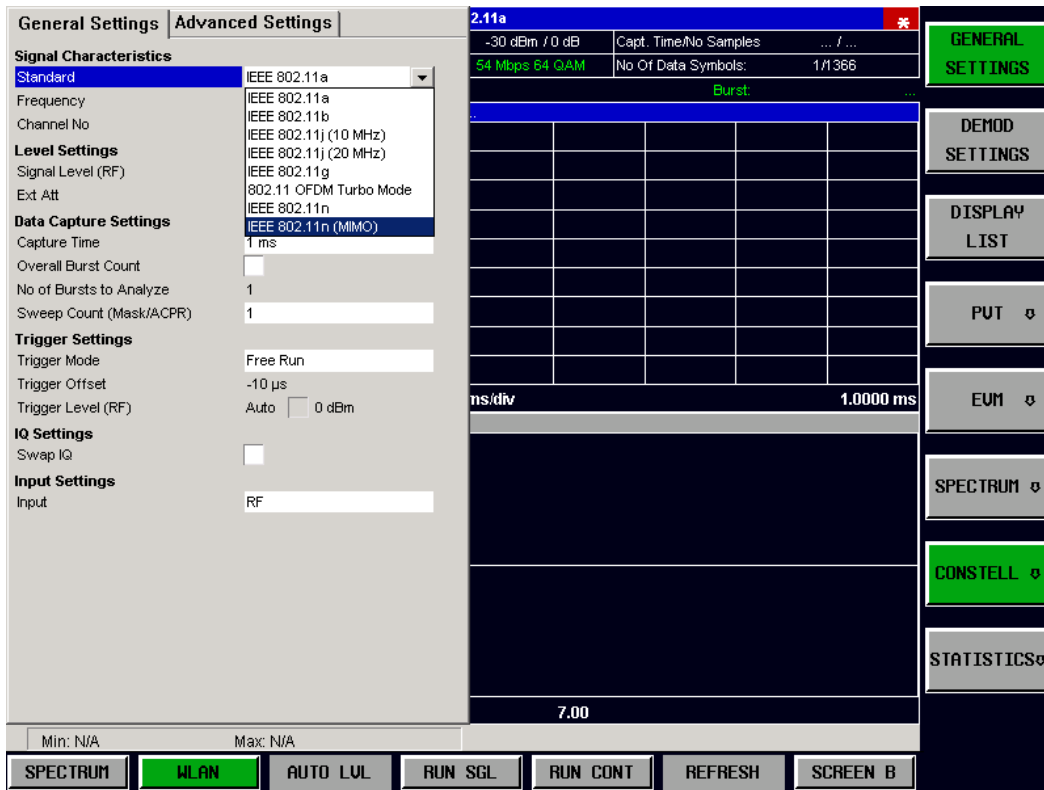 General Settings Advanced Settings
Signal Characteristics
Standard IEEE 802.11a
Frequency
Channel No
IEEE 802.11a
IEEE 802.11b
IEEE 802.11j (10 MHz)
IEEE 802.11j (20 MHz)
IEEE 802.11g
802.11 OFDM Turbo Mode
IEEE 802.11n
IEEE 802.11n (MIMO)
Level Settings
Signal Level (RF)
Ext Att
Data Capture Settings
Capture Time 1 ms
Overall Burst Count
No of Bursts to Analyze 1
Sweep Count (Mask/ACPR) 1
Trigger Settings
Trigger Mode Free Run
Trigger Offset -10 µs
Trigger Level (RF) Auto 0 dBm
IQ Settings
Swap IQ
Input Settings
Input RF
Min: N/A Max: N/A
2.11a
-30 dBm / 0 dB Capt. Time/No Samples ... / ...
54 Mbps 64 QAM No Of Data Symbols: 1/1366
Burst: ...
ms/div 1.0000 ms
7.00
GENERAL
SETTINGS
DEMOD
SETTINGS
DISPLAY
LIST
PVT
EVM
SPECTRUM
CONSTELL
STATISTICS
SPECTRUM WLAN AUTO LVL RUN SGL RUN CONT REFRESH SCREEN B